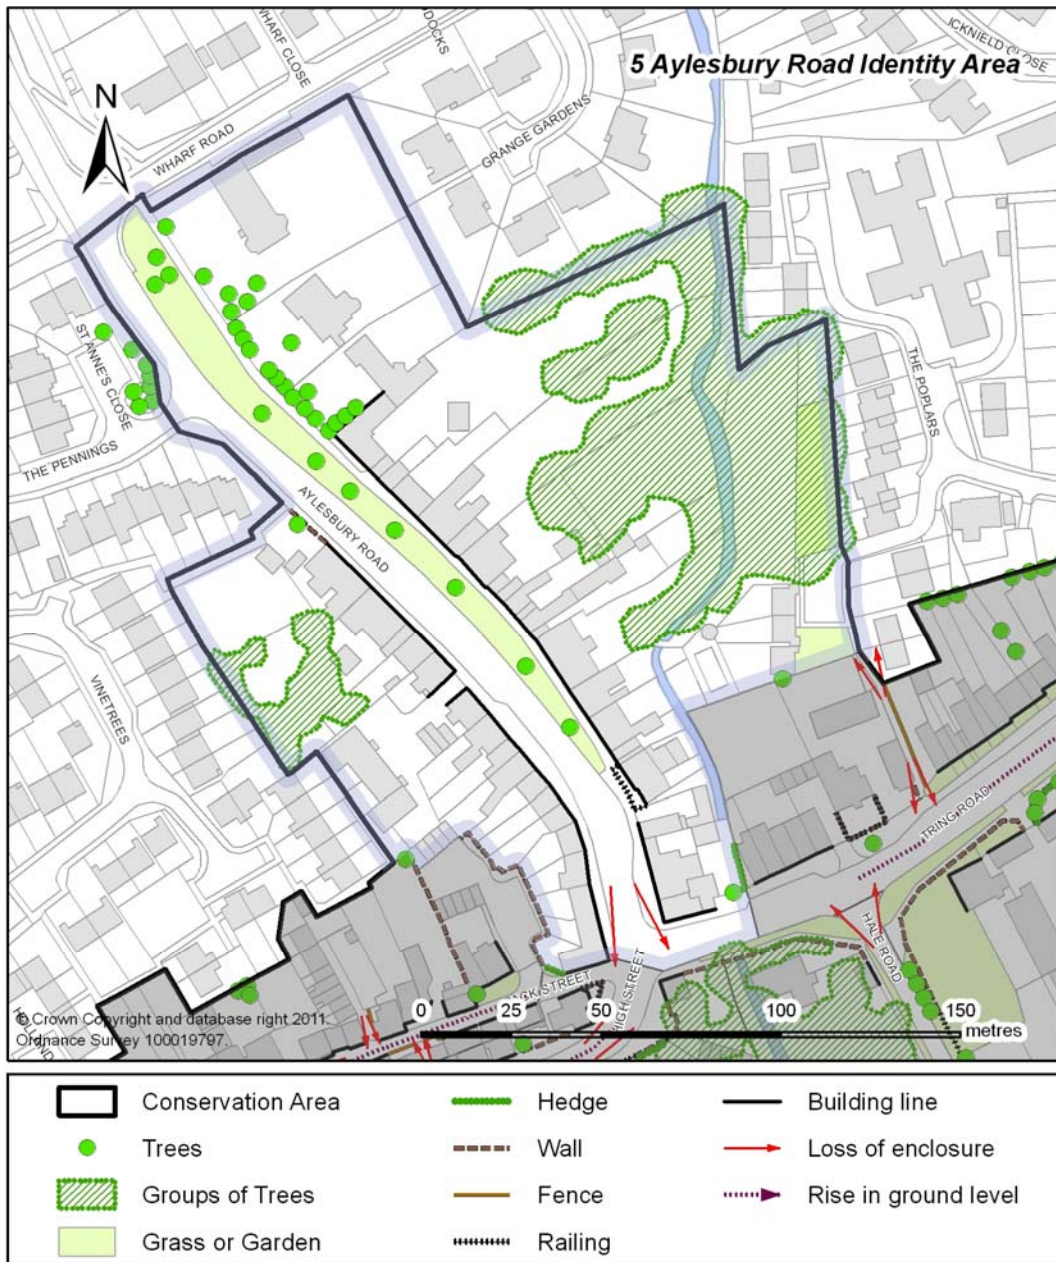 5 Aylesbury Road Identity Area
N
WHARF CLOSE
DOCKS
ICKNIELD CLOSE
WHARF ROAD
GRANGE GARDENS
ST ANNE'S CLOSE
THE POPLARS
THE PENNINGS
AYLESBURY ROAD
VINETREES
TRING ROAD
HALE ROAD
HIGH STREET
STREET
© Crown Copyright and database right 2011.
Ordnance Survey 100019797.
0 25 50 100 150
metres
Conservation Area
Hedge
Building line
Trees
Wall
Loss of enclosure
Groups of Trees
Fence
Rise in ground level
Grass or Garden
Railing